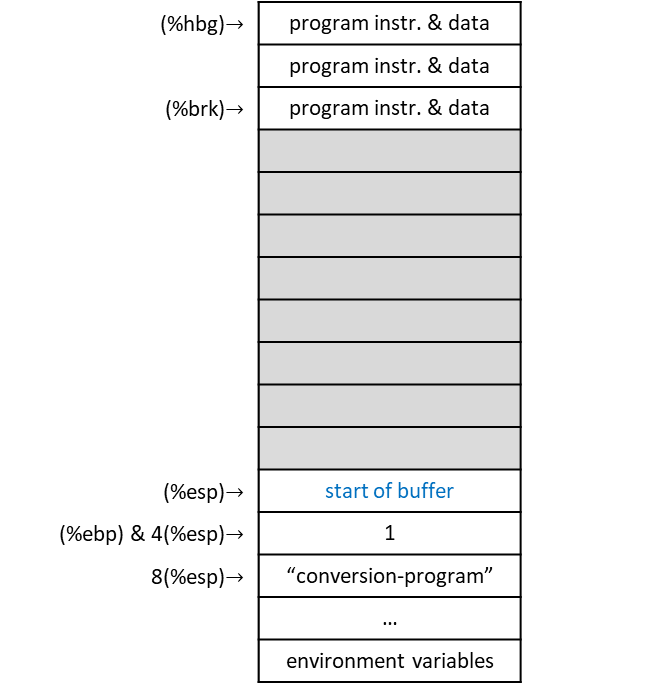 (%hbg)→ program instr. & data
program instr. & data
(%brk)→ program instr. & data
(%esp)→ start of buffer
(%ebp) & 4(%esp)→ 1
8(%esp)→ “conversion-program”
...
environment variables